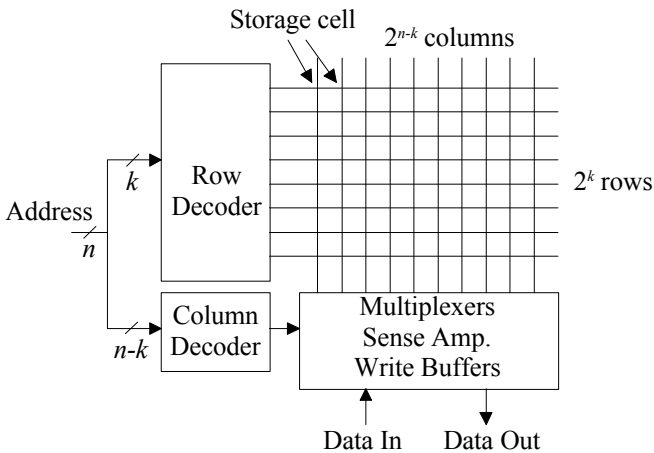 Storage cell
2^{n-k} columns
k
Row
Decoder
2^k rows
Address
n
n-k
Column
Decoder
Multiplexers
Sense Amp.
Write Buffers
Data In
Data Out